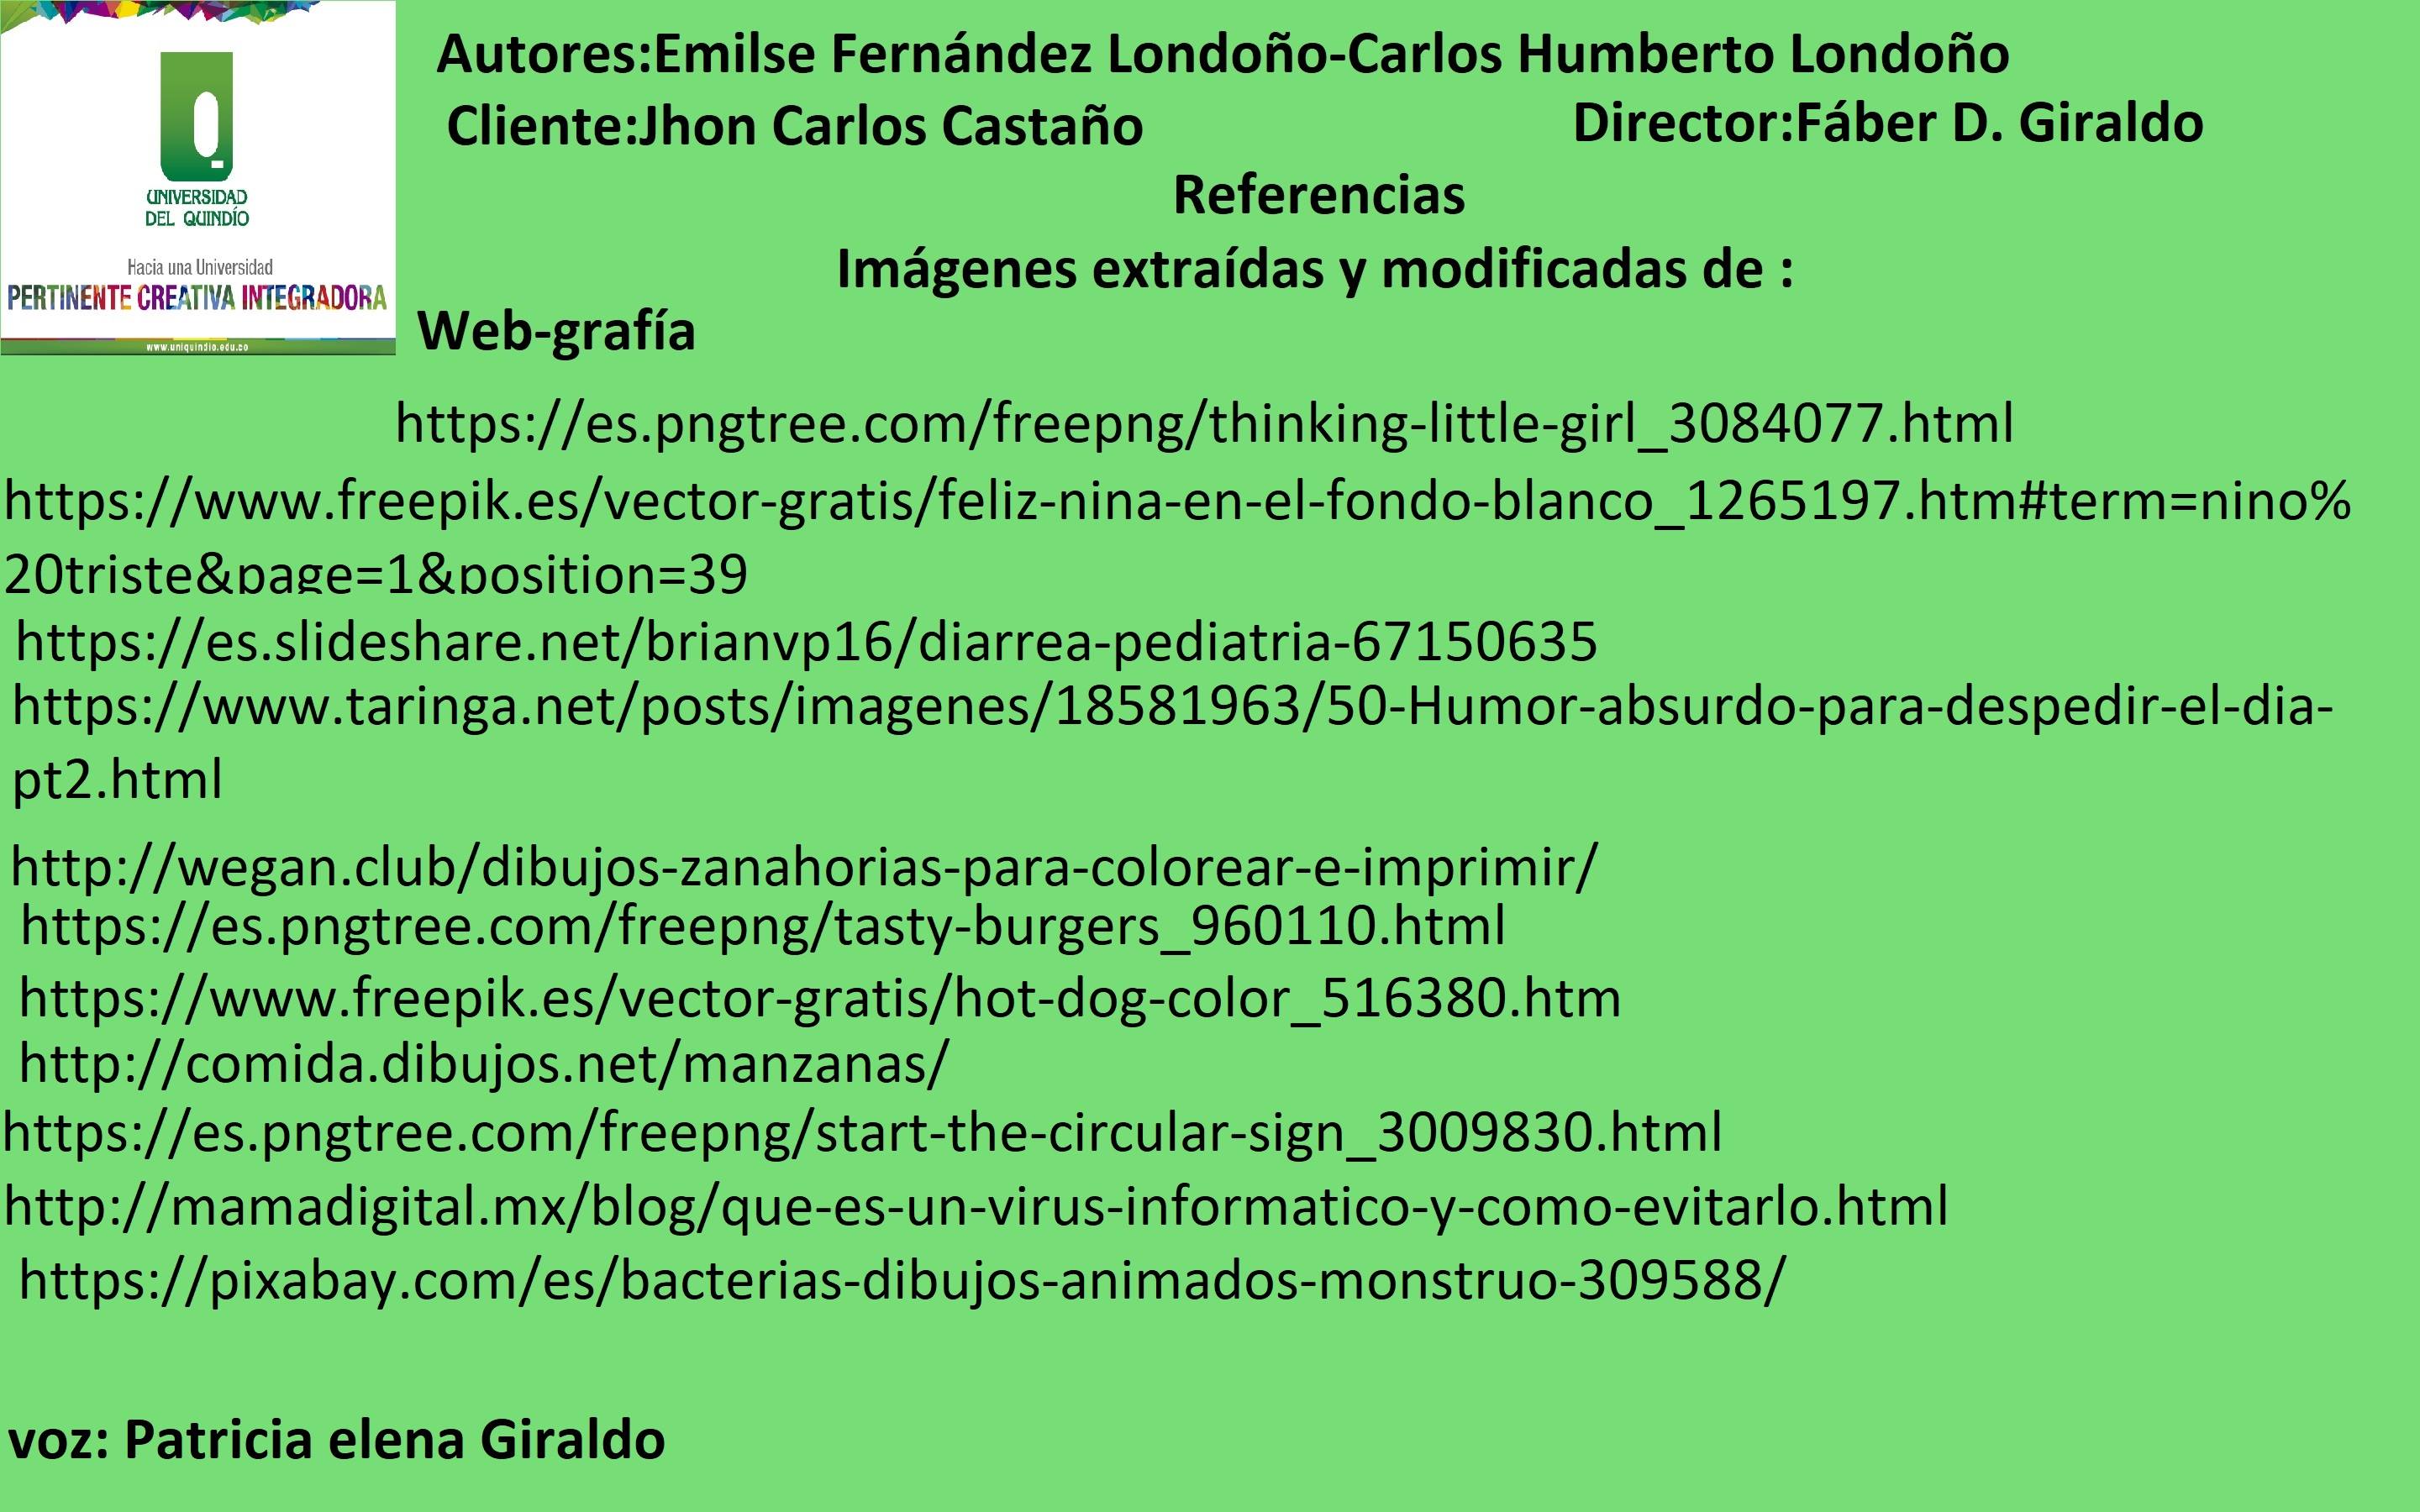 UNIVERSIDAD
DEL QUINDÍO
Hacia una Universidad
PERTINENTE CREATIVA INTEGRADORA
www.uniquindio.edu.co
Autores:Emilse Fernández Londoño-Carlos Humberto Londoño
Cliente:Jhon Carlos Castaño Director:Fáber D. Giraldo
Referencias
Imágenes extraídas y modificadas de :
Web-grafía
https://es.pngtree.com/freepng/thinking-little-girl_3084077.html
https://www.freepik.es/vector-gratis/feliz-nina-en-el-fondo-blanco_1265197.htm#term=nino%
20triste&page=1&position=39
https://es.slideshare.net/brianvp16/diarrea-pediatria-67150635
https://www.taringa.net/posts/imagenes/18581963/50-Humor-absurdo-para-despedir-el-dia-
pt2.html
http://wegan.club/dibujos-zanahorias-para-colorear-e-imprimir/
https://es.pngtree.com/freepng/tasty-burgers_960110.html
https://www.freepik.es/vector-gratis/hot-dog-color_516380.htm
http://comida.dibujos.net/manzanas/
https://es.pngtree.com/freepng/start-the-circular-sign_3009830.html
http://mamadigital.mx/blog/que-es-un-virus-informatico-y-como-evitarlo.html
https://pixabay.com/es/bacterias-dibujos-animados-monstruo-309588/
voz: Patricia elena Giraldo